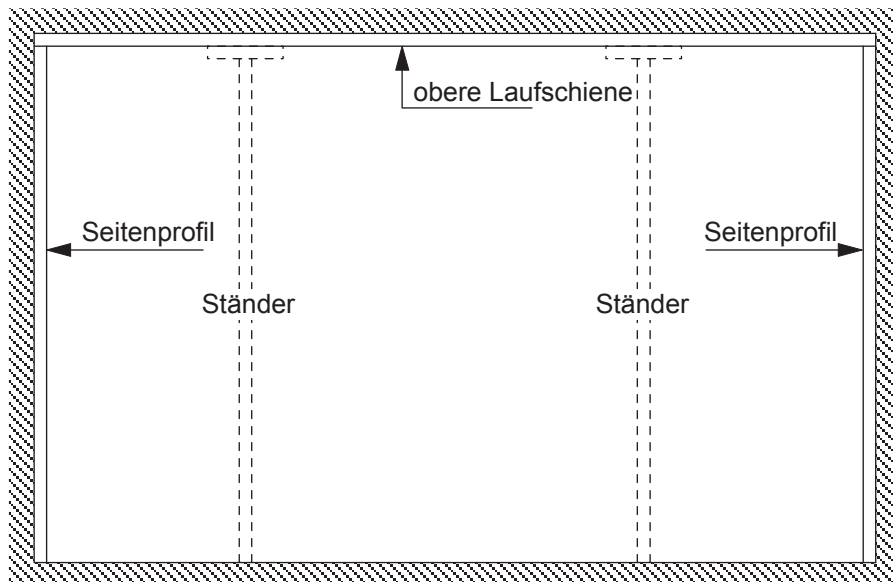 obere Laufschiene
Seitenprofil
Seitenprofil
Ständer
Ständer